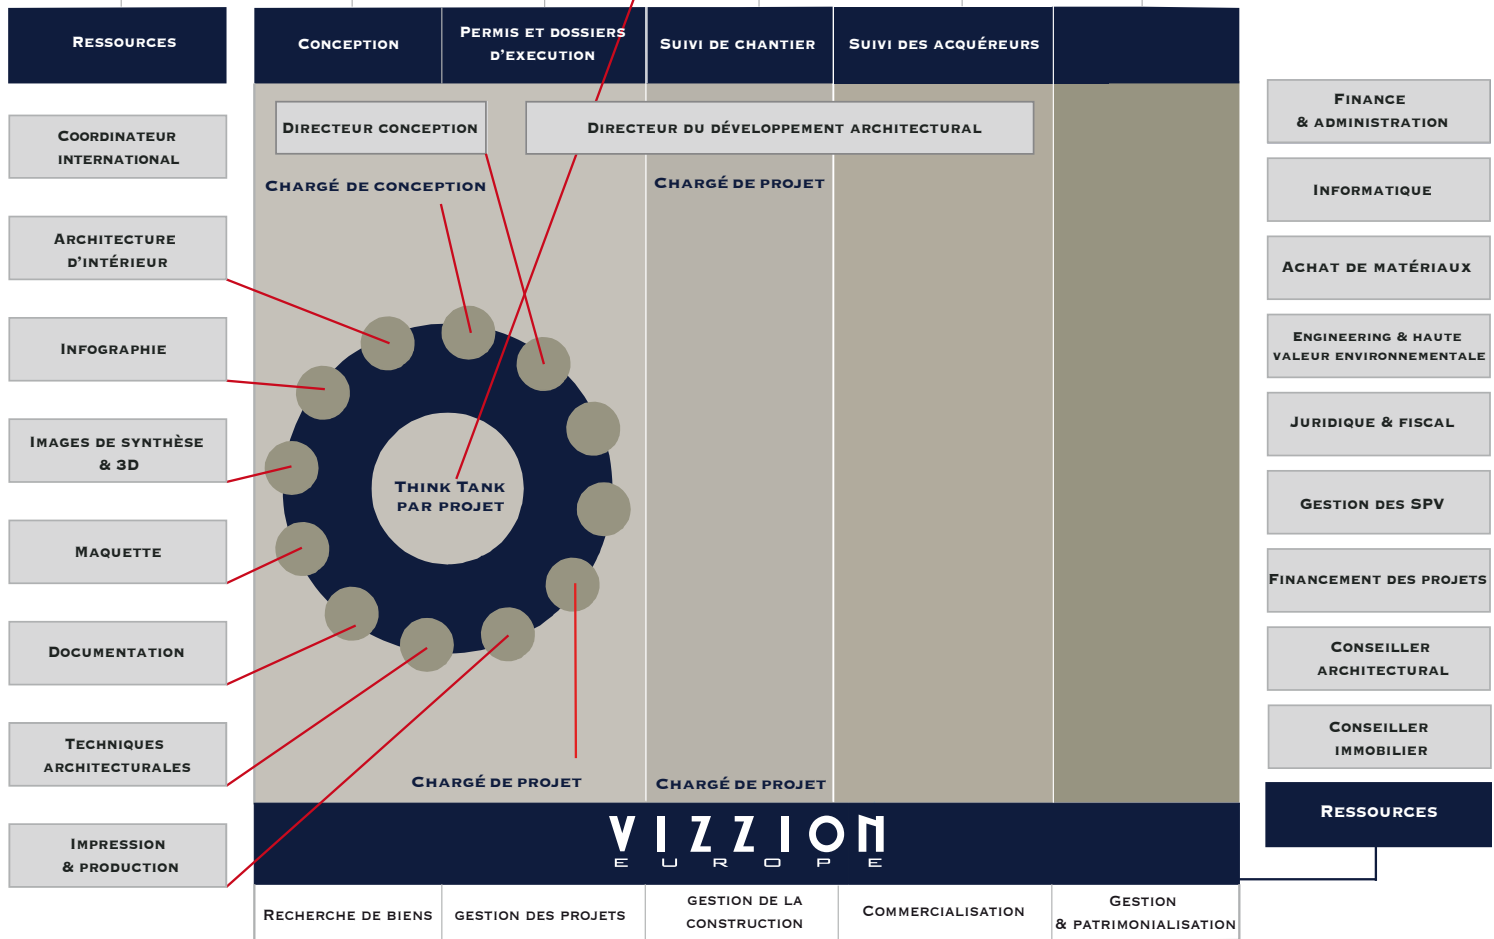 Ressources
Conception
Permis et dossiers
d'execution
Suivi de chantier
Suivi des acquéreurs
Coordinateur
international
Architecture
d'intérieur
Infographie
Images de synthèse
& 3D
Maquette
Documentation
Techniques
architecturales
Impression
& production
Directeur conception
Directeur du développement architectural
Chargé de conception
Chargé de projet
Think Tank
par projet
Chargé de projet
Chargé de projet
VIZZION
EUROPE
Recherche de biens
gestion des projets
gestion de la
construction
Commercialisation
Gestion
& patrimonialisation
Finance
& administration
Informatique
Achat de matériaux
Engineering & haute
valeur environnementale
Juridique & fiscal
Gestion des SPV
Financement des projets
Conseiller
architectural
Conseiller
immobilier
Ressources